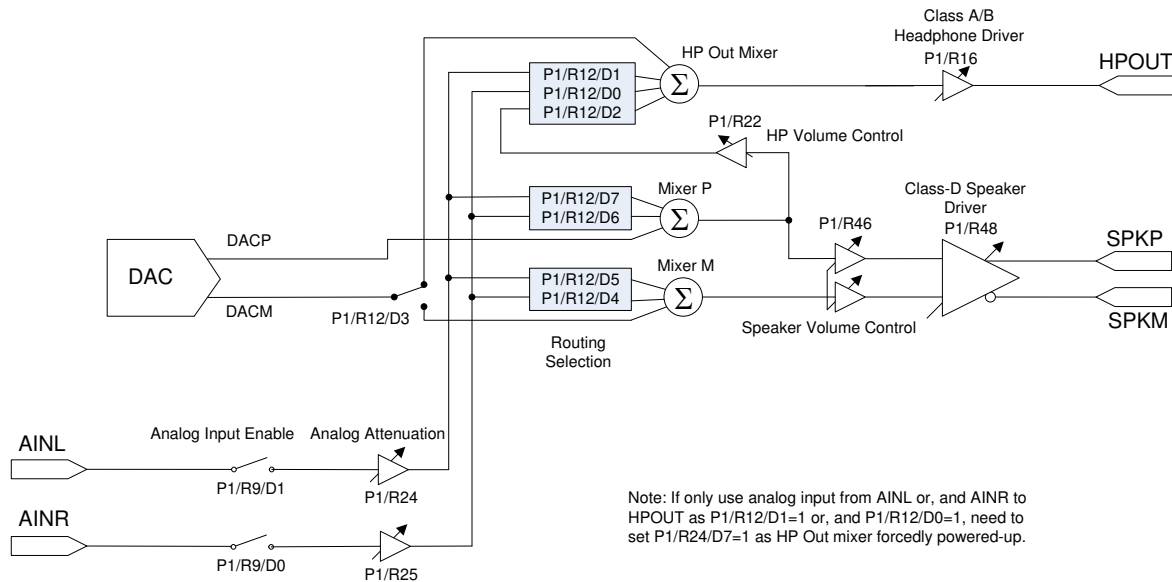 Class A/B
Headphone Driver
P1/R16
HPOUT
HP Out Mixer
Σ
P1/R12/D1
P1/R12/D0
P1/R12/D2
P1/R22
HP Volume Control
P1/R12/D7
P1/R12/D6
Mixer P
Σ
Class-D Speaker
Driver
P1/R48
P1/R46
SPKP
SPKM
DAC
DACP
DACM
P1/R12/D3
P1/R12/D5
P1/R12/D4
Mixer M
Σ
Speaker Volume Control
Routing
Selection
AINL
Analog Input Enable
Analog Attenuation
P1/R9/D1
P1/R24
AINR
P1/R9/D0
P1/R25
Note: If only use analog input from AINL or, and AINR to
HPOUT as P1/R12/D1=1 or, and P1/R12/D0=1, need to
set P1/R24/D7=1 as HP Out mixer forcedly powered-up.